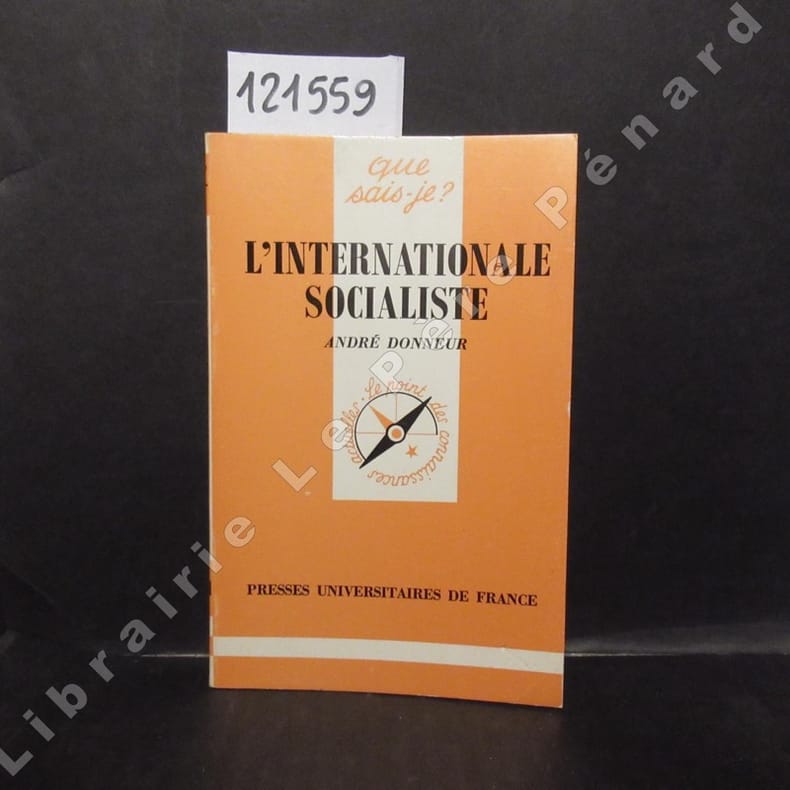 121559
que
sais-je?
L'INTERNATIONALE
SOCIALISTE
ANDRÉ DONNEUR
Le point des connaissances actuelles.
PRESSES UNIVERSITAIRES DE FRANCE
Librairie Le Père Pénard